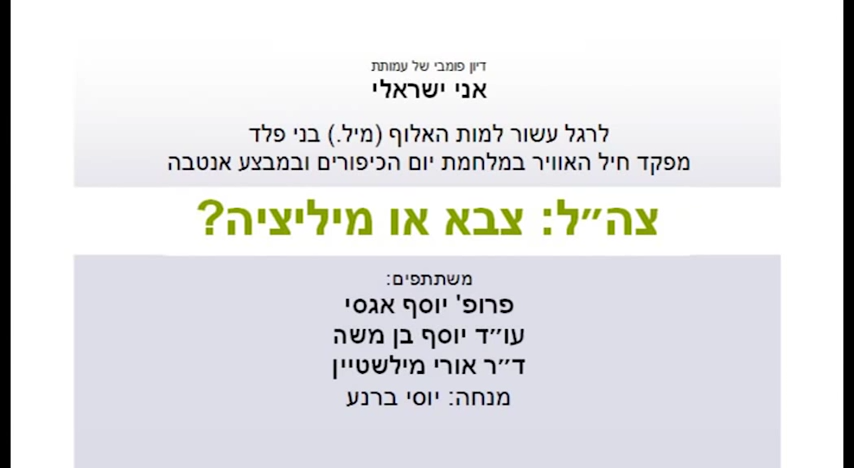 דיון פומבי של עמותת
אני ישראלי
לרגל עשור למות האלוף (מיל.) בני פלד
מפקד חיל האוויר במלחמת יום הכיפורים ובמבצע אנטבה
צה״ל: צבא או מיליציה?
משתתפים:
פרופ' יוסף אגסי
עו״ד יוסף בן משה
ד״ר אורי מילשטיין
מנחה: יוסי ברנע